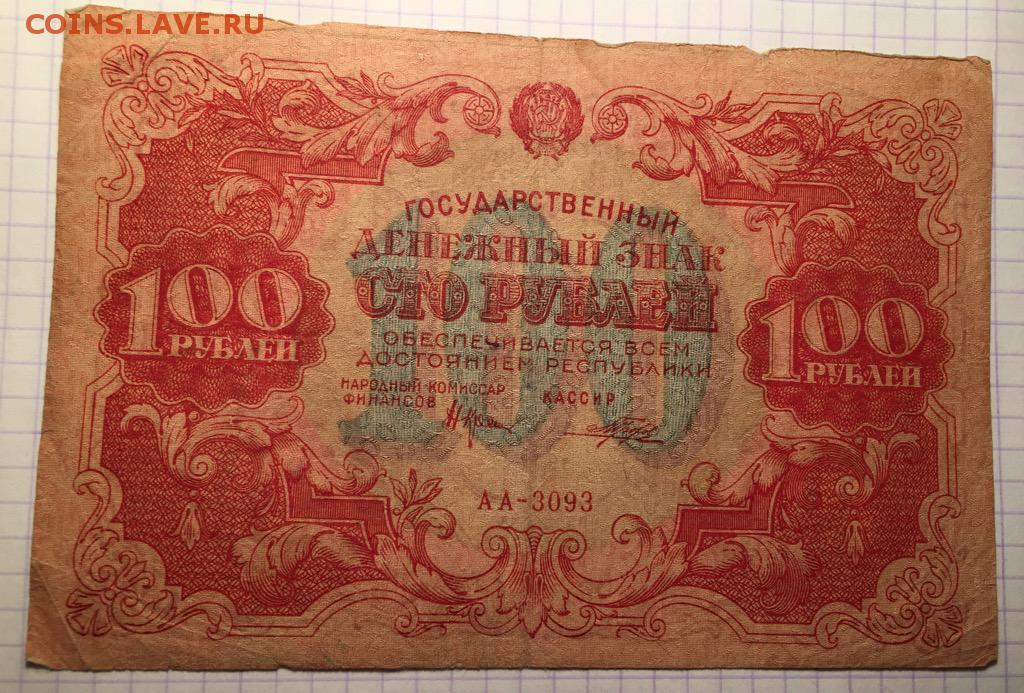 COINS.LAVE.RU
ГОСУДАРСТВЕННЫЙ
ДЕНЕЖНЫЙ ЗНАК
СТО РУБЛЕЙ
100
ОБЕСПЕЧИВАЕТСЯ ВСЕМ
ДОСТОЯНИЕМ РЕСПУБЛИКИ
100
РУБЛЕЙ
100
РУБЛЕЙ
НАРОДНЫЙ КОМИССАР
ФИНАНСОВ
КАССИР
АА-3093